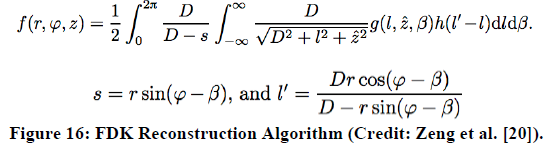 f(r, φ, z) = 1/2 ∫₀^{2π} D/(D − s) ∫_{−∞}^{∞} D/√(D² + l² + ẑ²) g(l, ẑ, β)h(l′ − l)dldβ.
s = r sin(φ − β), and l′ = Dr cos(φ − β)/(D − r sin(φ − β))
Figure 16: FDK Reconstruction Algorithm (Credit: Zeng et al. [20]).